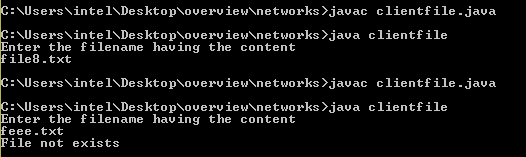 C:\Users\intel\Desktop\overview\networks>javac clientfile.java
C:\Users\intel\Desktop\overview\networks>java clientfile
Enter the filename having the content
file8.txt
C:\Users\intel\Desktop\overview\networks>javac clientfile.java
C:\Users\intel\Desktop\overview\networks>java clientfile
Enter the filename having the content
feee.txt
File not exists